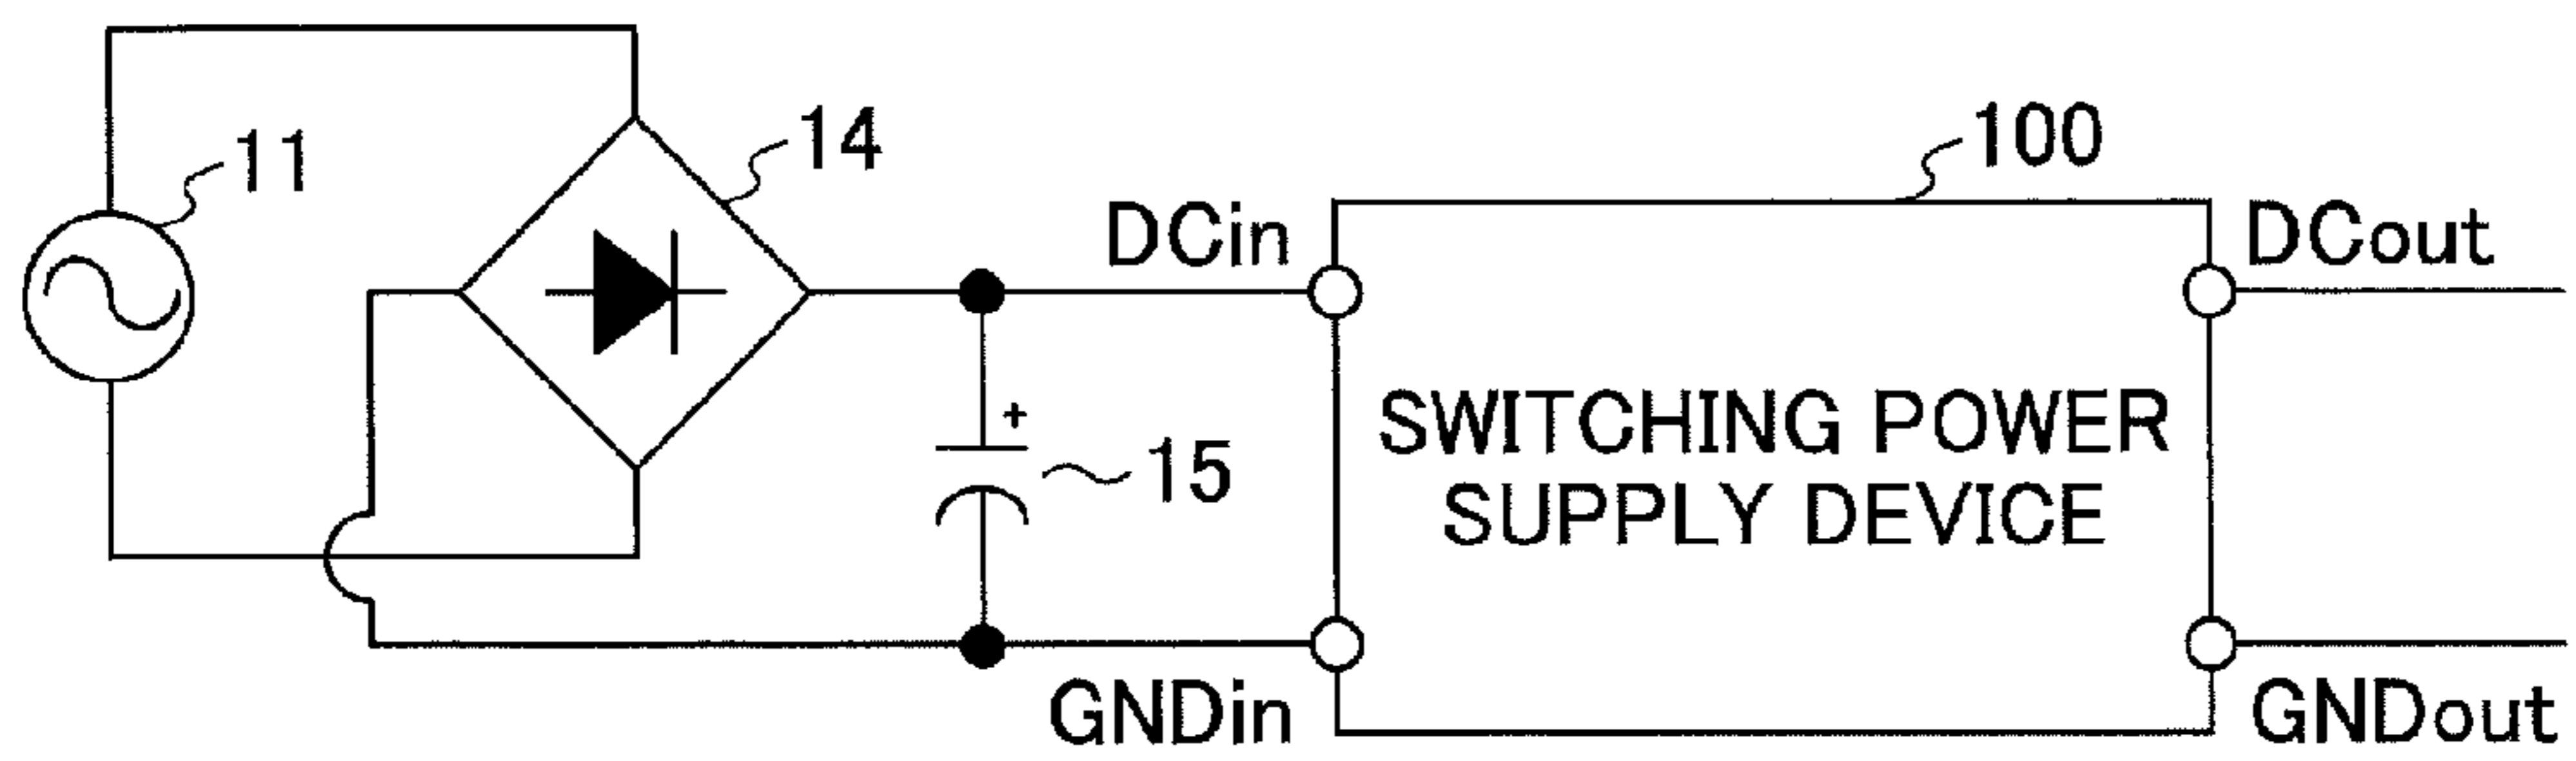 11
14
100
DCin
DCout
+
15
SWITCHING POWER
SUPPLY DEVICE
GNDin
GNDout